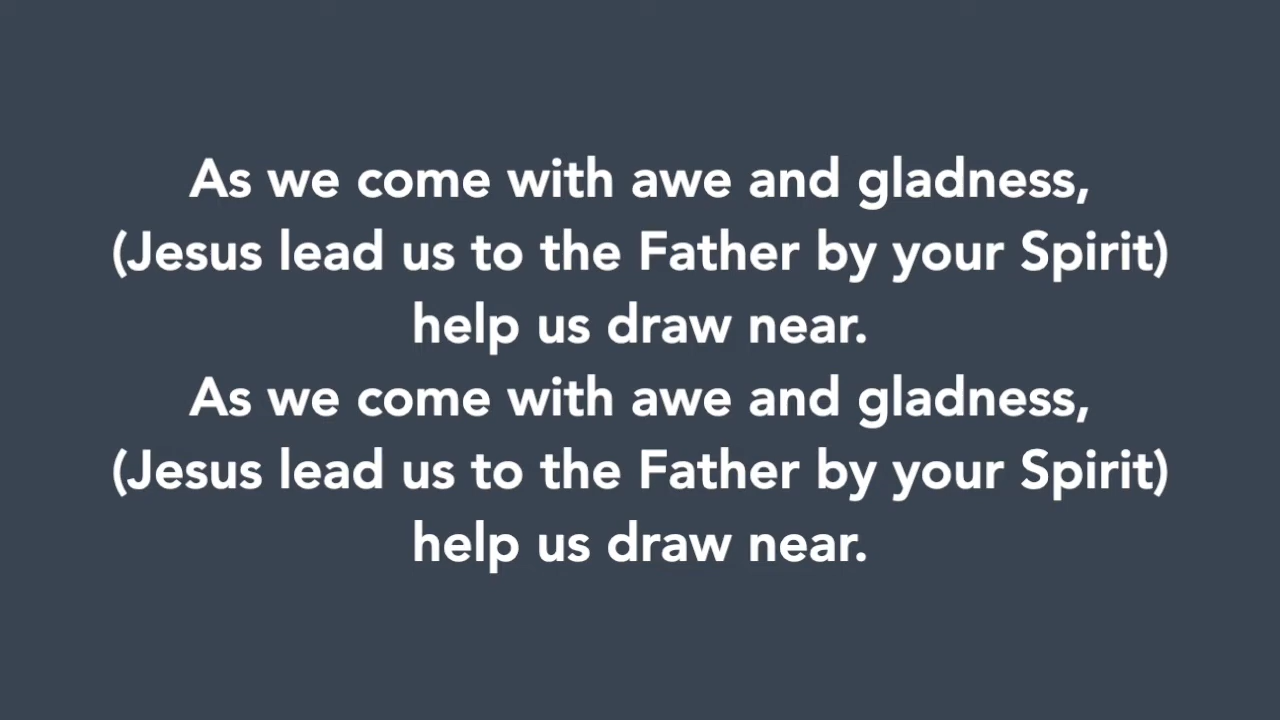 As we come with awe and gladness,
(Jesus lead us to the Father by your Spirit)
help us draw near.
As we come with awe and gladness,
(Jesus lead us to the Father by your Spirit)
help us draw near.